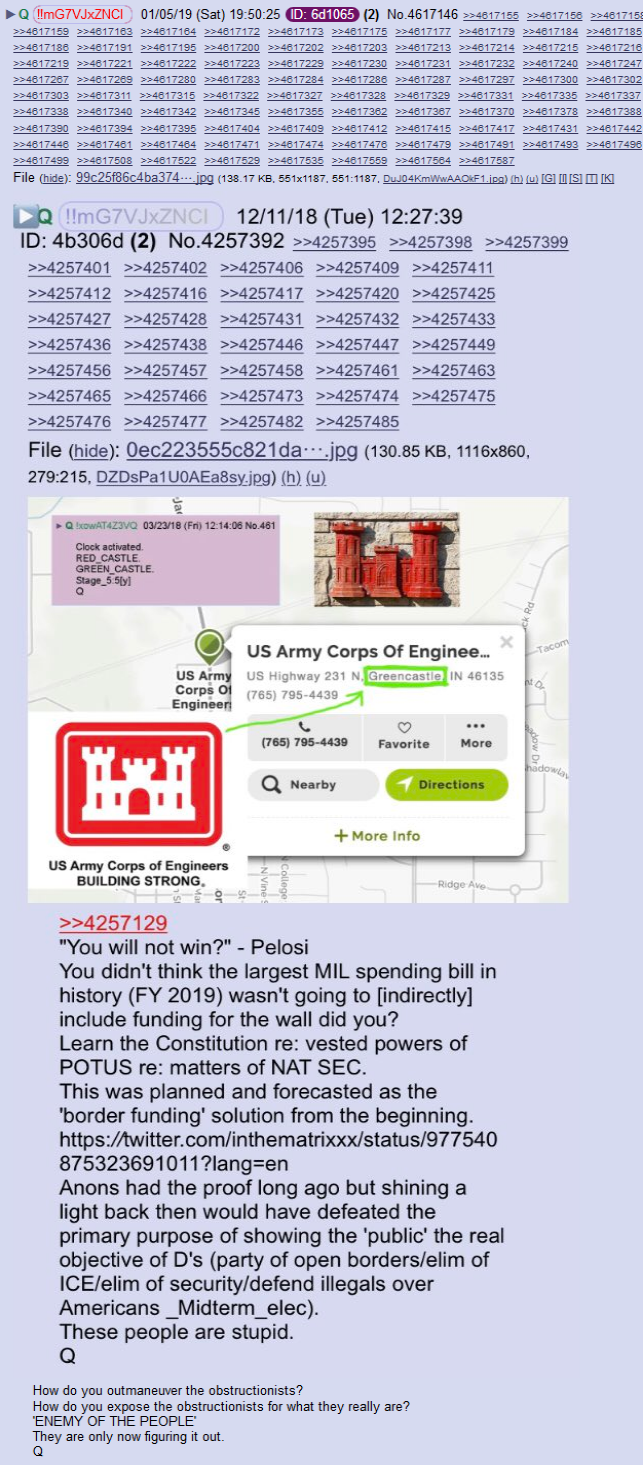 ▶Q !!mG7VJxZNCI 01/05/19 (Sat) 19:50:25 ID: 6d1065 (2) No.4617146 >>4617155 >>4617156 >>4617158
>>4617159 >>4617163 >>4617164 >>4617172 >>4617173 >>4617175 >>4617177 >>4617179 >>4617184 >>4617185
>>4617186 >>4617191 >>4617195 >>4617197 >>4617200 >>4617202 >>4617203 >>4617213 >>4617214 >>4617215 >>4617216
>>4617219 >>4617221 >>4617222 >>4617223 >>4617229 >>4617230 >>4617231 >>4617232 >>4617240 >>4617247
>>4617267 >>4617269 >>4617280 >>4617283 >>4617284 >>4617286 >>4617287 >>4617297 >>4617300 >>4617302
>>4617303 >>4617311 >>4617315 >>4617322 >>4617327 >>4617328 >>4617329 >>4617331 >>4617335 >>4617337
>>4617338 >>4617340 >>4617342 >>4617345 >>4617355 >>4617362 >>4617367 >>4617370 >>4617378 >>4617388
>>4617390 >>4617394 >>4617395 >>4617404 >>4617409 >>4617412 >>4617415 >>4617417 >>4617431 >>4617442
>>4617446 >>4617461 >>4617464 >>4617471 >>4617474 >>4617476 >>4617479 >>4617491 >>4617493 >>4617496
>>4617499 >>4617508 >>4617522 >>4617529 >>4617535 >>4617559 >>4617564 >>4617587
File (hide): 99c25f86c4ba374⋯.jpg (138.17 KB, 551x1187, 551:1187, DuJ04KmWwAAOkF1.jpg) (h) (u) [G] [I] [S] [T] [K]
▶Q !!mG7VJxZNCI 12/11/18 (Tue) 12:27:39
ID: 4b306d (2) No.4257392 >>4257395 >>4257398 >>4257399
>>4257401 >>4257402 >>4257406 >>4257409 >>4257411
>>4257412 >>4257416 >>4257417 >>4257420 >>4257425
>>4257427 >>4257428 >>4257431 >>4257432 >>4257433
>>4257436 >>4257438 >>4257446 >>4257447 >>4257449
>>4257456 >>4257457 >>4257458 >>4257461 >>4257463
>>4257465 >>4257466 >>4257473 >>4257474 >>4257475
>>4257476 >>4257477 >>4257482 >>4257485
File (hide): 0ec223555c821da⋯.jpg (130.85 KB, 1116x860,
279:215, DZDsPa1U0AEa8sy.jpg) (h) (u)
▶ Q !xowAT4Z3VQ 03/23/18 (Fri) 12:14:06 No.461
Clock activated.
RED_CASTLE.
GREEN_CASTLE.
Stage_5:5[y]
Q
US Army
Corps Of
Engineer
US Army Corps Of Enginee...
US Highway 231 N, Greencastle, IN 46135
(765) 795-4439
(765) 795-4439
Favorite
More
Nearby
Directions
+ More Info
Tacom
Ridge Ave
N Vine S
N College
US Army Corps of Engineers
BUILDING STRONG®
>>4257129
"You will not win?" - Pelosi
You didn't think the largest MIL spending bill in
history (FY 2019) wasn't going to [indirectly]
include funding for the wall did you?
Learn the Constitution re: vested powers of
POTUS re: matters of NAT SEC.
This was planned and forecasted as the
'border funding' solution from the beginning.
https://twitter.com/inthematrixxx/status/977540
875323691011?lang=en
Anons had the proof long ago but shining a
light back then would have defeated the
primary purpose of showing the 'public' the real
objective of D's (party of open borders/elim of
ICE/elim of security/defend illegals over
Americans _Midterm_elec).
These people are stupid.
Q
How do you outmaneuver the obstructionists?
How do you expose the obstructionists for what they really are?
'ENEMY OF THE PEOPLE'
They are only now figuring it out.
Q